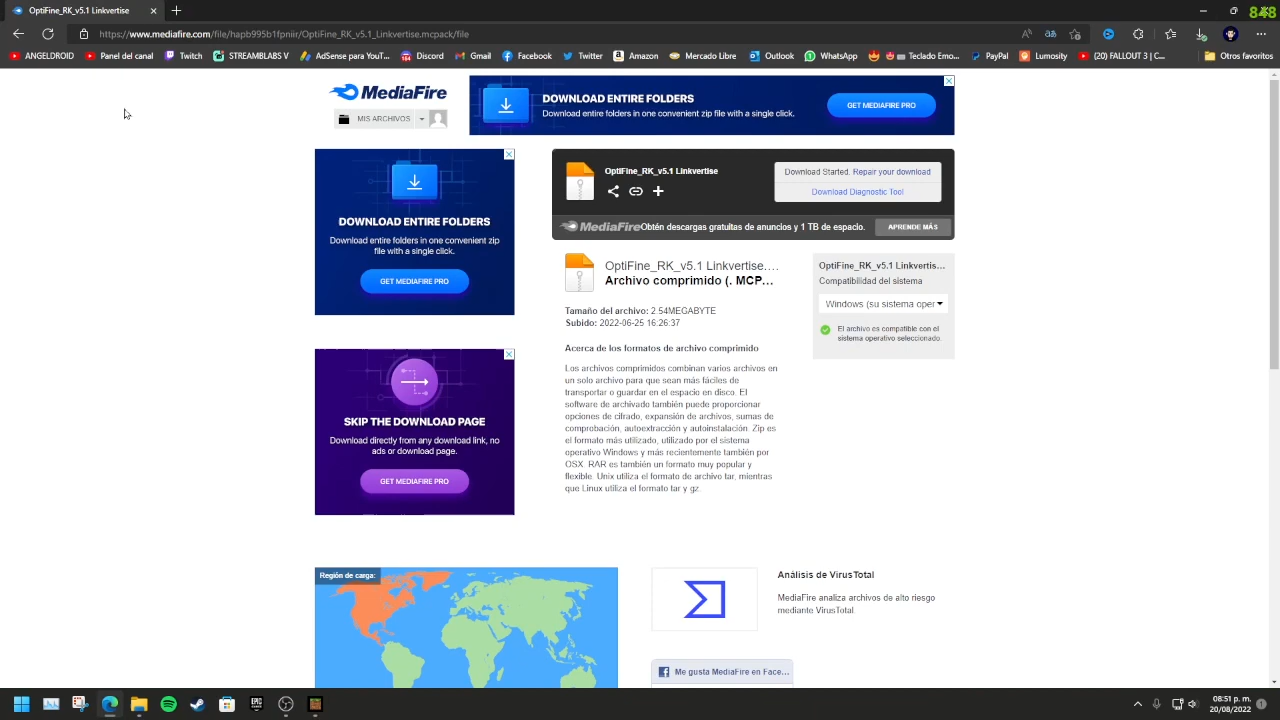 OptiFine_RK_v5.1 Linkvertise
https://www.mediafire.com/file/hapb995b1fpniir/OptiFine_RK_v5.1_Linkvertise.mcpack/file
ANGELDROID
Panel del canal
Twitch
STREAMBLABS V
AdSense para YouT...
Discord
Gmail
Facebook
Twitter
Amazon
Mercado Libre
Outlook
WhatsApp
Teclado Emo...
PayPal
Lumosity
(20) FALLOUT 3 | C...
Otros favoritos
MediaFire
MIS ARCHIVOS
DOWNLOAD ENTIRE FOLDERS
Download entire folders in one convenient zip file with a single click.
GET MEDIAFIRE PRO
DOWNLOAD ENTIRE FOLDERS
Download entire folders in one convenient zip
file with a single click.
GET MEDIAFIRE PRO
SKIP THE DOWNLOAD PAGE
Download directly from any download link, no
ads or download page.
GET MEDIAFIRE PRO
OptiFine_RK_v5.1 Linkvertise
Download Started. Repair your download
Download Diagnostic Tool
MediaFire Obtén descargas gratuitas de anuncios y 1 TB de espacio.
APRENDE MÁS
OptiFine_RK_v5.1 Linkvertise....
Archivo comprimido (. MCP...
Tamaño del archivo: 2.54MEGABYTE
Subido: 2022-06-25 16:26:37
Acerca de los formatos de archivo comprimido
Los archivos comprimidos combinan varios archivos en
un solo archivo para que sean más fáciles de
transportar o guardar en el espacio en disco. El
software de archivado también puede proporcionar
opciones de cifrado, expansión de archivos, sumas de
comprobación, autoextracción y autoinstalación. Zip es
el formato más utilizado, utilizado por el sistema
operativo Windows y más recientemente también por
OSX. RAR es también un formato muy popular y
flexible. Unix utiliza el formato de archivo tar, mientras
que Linux utiliza el formato tar y gz.
OptiFine_RK_v5.1 Linkvertis...
Compatibilidad del sistema
Windows (su sistema oper
El archivo es compatible con el
sistema operativo seleccionado.
Región de carga:
Análisis de VirusTotal
MediaFire analiza archivos de alto riesgo
mediante VirusTotal.
Me gusta MediaFire en Face...
08:51 p. m.
20/08/2022